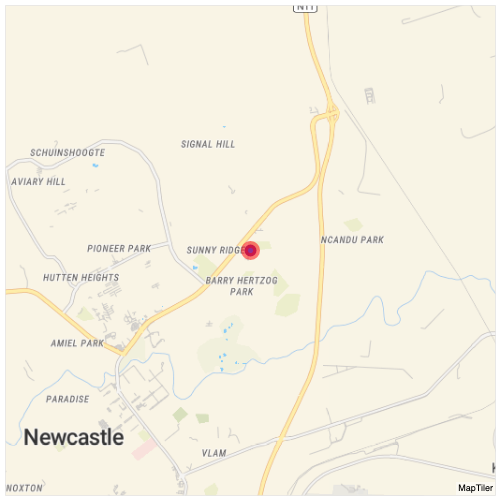 N11
SIGNAL HILL
SCHUINSHOOGTE
AVIARY HILL
NCANDU PARK
PIONEER PARK
SUNNY RIDGE
HUTTEN HEIGHTS
BARRY HERTZOG
PARK
AMIEL PARK
PARADISE
Newcastle
VLAM
NOXTON
MapTiler